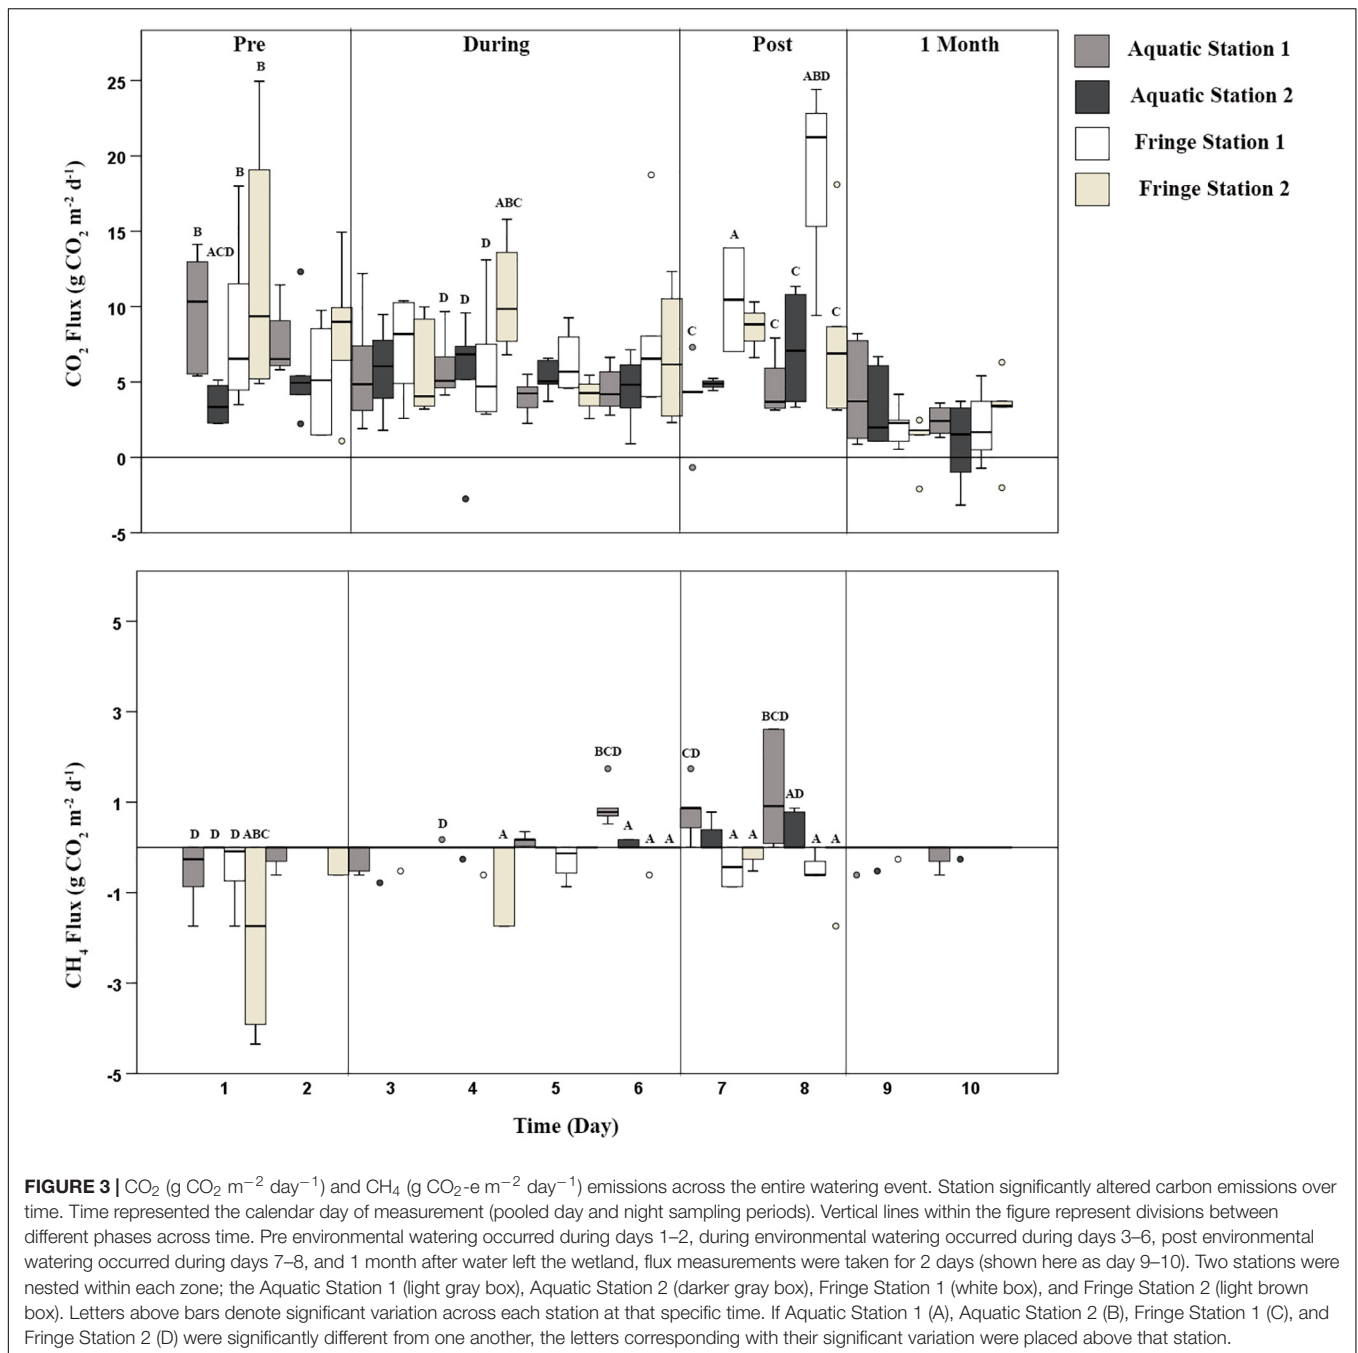 Pre During Post 1 Month
Aquatic Station 1
Aquatic Station 2
Fringe Station 1
Fringe Station 2
CO2 Flux (g CO2 m-2 d-1)
25
20
15
10
5
0
-5
B ACD B B
D D D ABC
C A C C ABD C
CH4 Flux (g CO2 m-2 d-1)
5
3
1
-1
-3
-5
D D D ABC
D A
BCD A A A
CD A A BCD AD A A
1 2 3 4 5 6 7 8 9 10
Time (Day)
FIGURE 3 | CO2 (g CO2 m−2 day−1) and CH4 (g CO2-e m−2 day−1) emissions across the entire watering event. Station significantly altered carbon emissions over
time. Time represented the calendar day of measurement (pooled day and night sampling periods). Vertical lines within the figure represent divisions between
different phases across time. Pre environmental watering occurred during days 1–2, during environmental watering occurred during days 3–6, post environmental
watering occurred during days 7–8, and 1 month after water left the wetland, flux measurements were taken for 2 days (shown here as day 9–10). Two stations were
nested within each zone; the Aquatic Station 1 (light gray box), Aquatic Station 2 (darker gray box), Fringe Station 1 (white box), and Fringe Station 2 (light brown
box). Letters above bars denote significant variation across each station at that specific time. If Aquatic Station 1 (A), Aquatic Station 2 (B), Fringe Station 1 (C), and
Fringe Station 2 (D) were significantly different from one another, the letters corresponding with their significant variation were placed above that station.